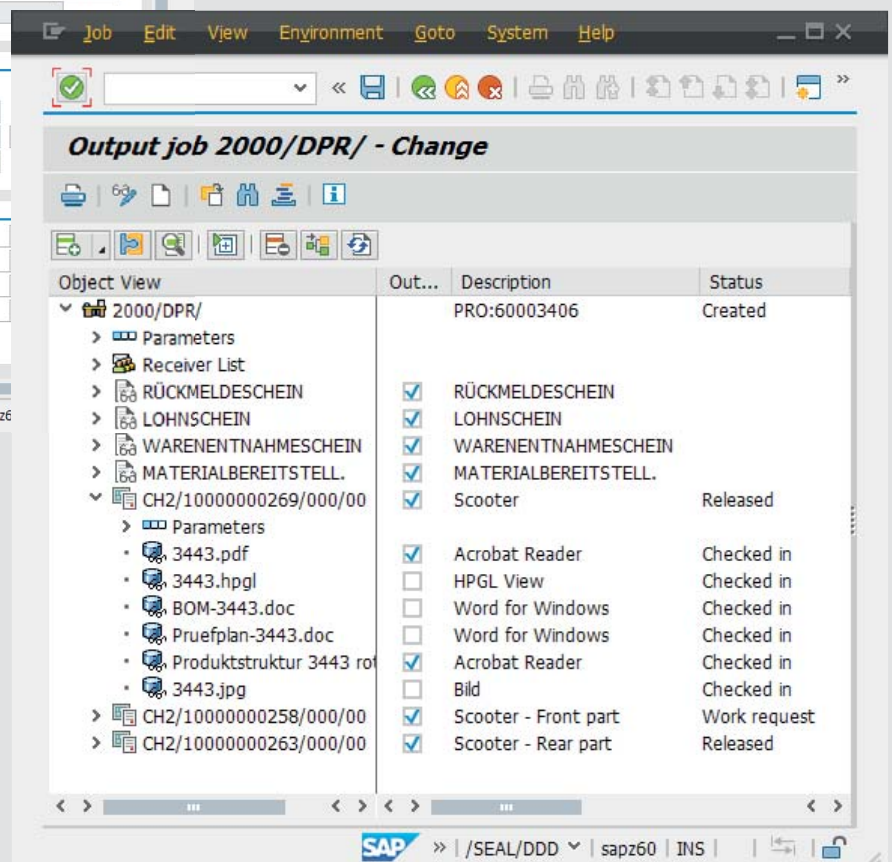 Job Edit View Environment Goto System Help
Output job 2000/DPR/ - Change
Object View Out... Description Status
2000/DPR/ PRO:60003406 Created
Parameters
Receiver List
RÜCKMELDESCHEIN RÜCKMELDESCHEIN
LOHNSCHEIN LOHNSCHEIN
WARENENTNAHMESCHEIN WARENENTNAHMESCHEIN
MATERIALBEREITSTELL. MATERIALBEREITSTELL.
CH2/10000000269/000/00 Scooter Released
Parameters
3443.pdf Acrobat Reader Checked in
3443.hpgl HPGL View Checked in
BOM-3443.doc Word for Windows Checked in
Pruefplan-3443.doc Word for Windows Checked in
Produktstruktur 3443 Acrobat Reader Checked in
3443.jpg Bild Checked in
CH2/10000000258/000/00 Scooter - Front part Work request
CH2/10000000263/000/00 Scooter - Rear part Released
SAP » | /SEAL/DDD | sapz60 | INS